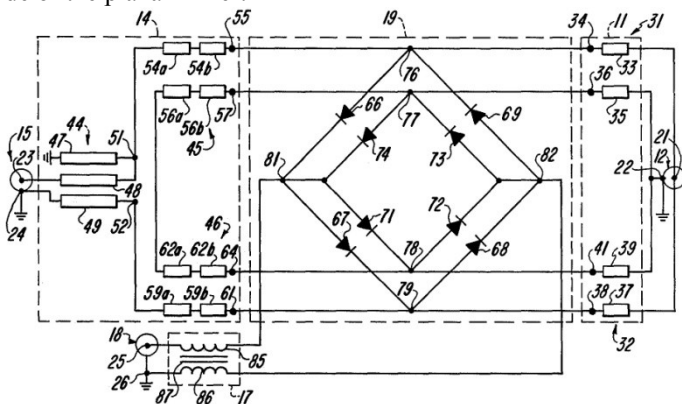 of the planar
14 55 19 34 11 31
54a 54b 76 33
36
56a 56b 57 66 77 69 35
15 47 44 51 45 74 73 21
23 81 82 22 12
48
24 49 52 46 67 71 72 68
62a 62b 64 78 41 39
59a 59b 61 79 38 37
18 32
25 85
26 87 86 17